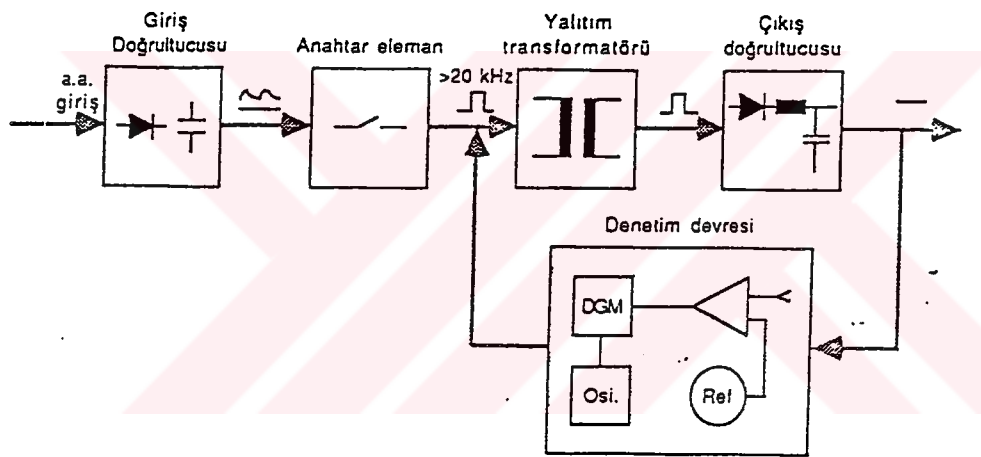 Giriş
Doğrultucusu
Anahtar eleman
Yalıtım
transformatörü
Çıkış
doğrultucusu
a.a.
giriş
>20 kHz
Denetim devresi
DGM
Osi.
Ref